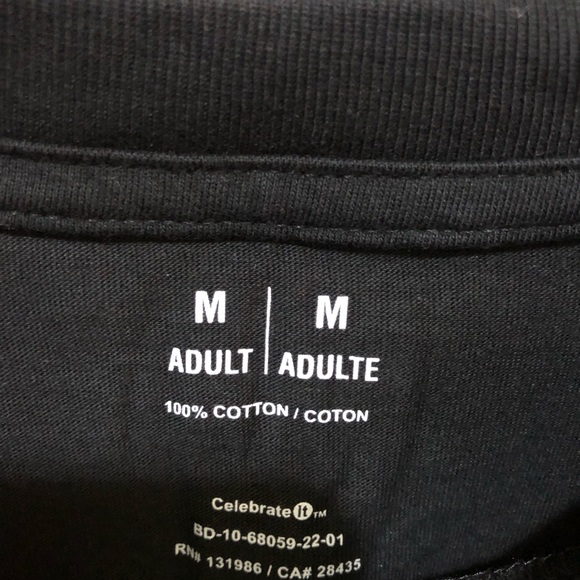 M | M
ADULT | ADULTE
100% COTTON / COTON
Celebrate It™
BD-10-68059-22-01
RN# 131986 / CA# 28435